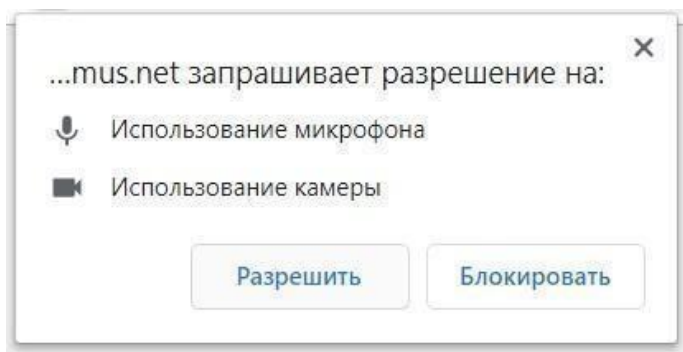 ...mus.net запрашивает разрешение на:
Использование микрофона
Использование камеры
Разрешить
Блокировать